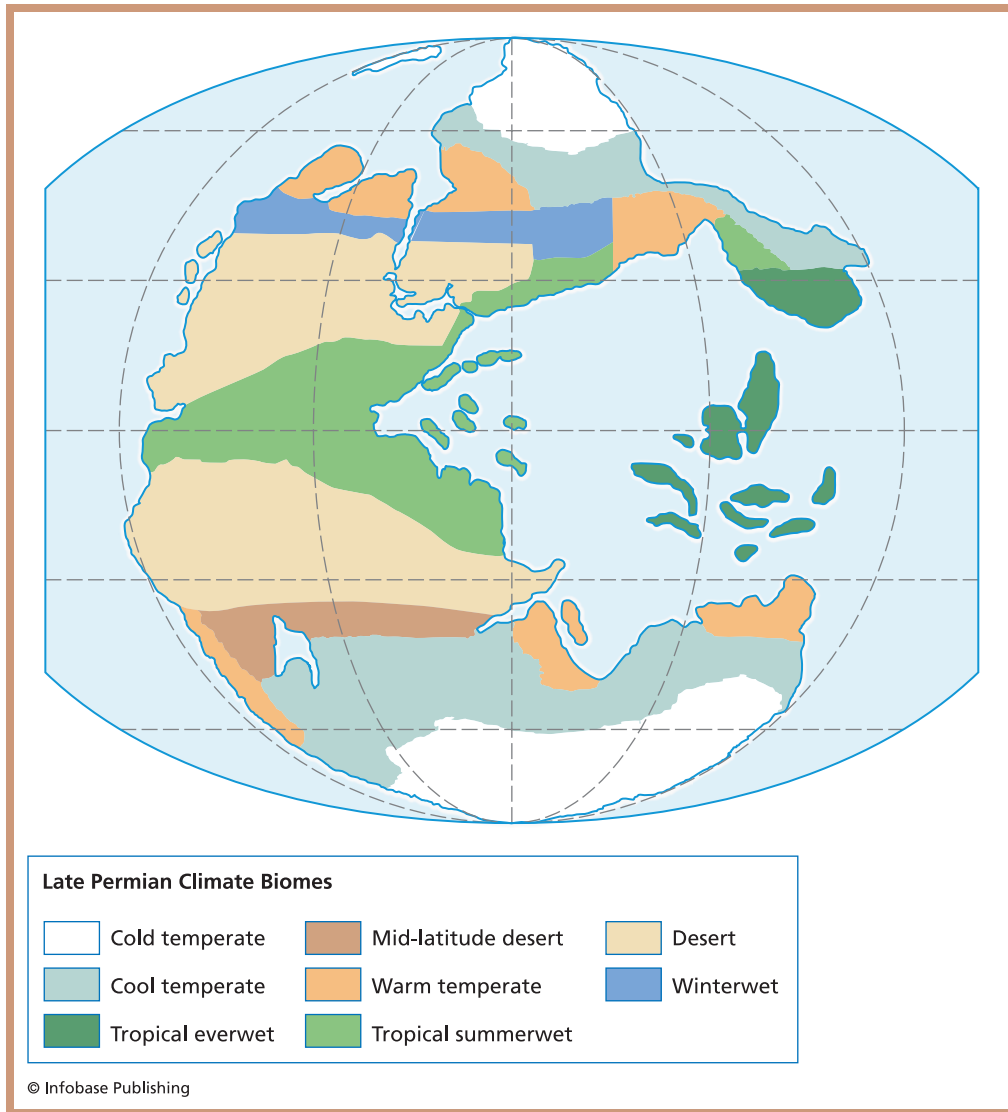 Late Permian Climate Biomes
Cold temperate Mid-latitude desert Desert
Cool temperate Warm temperate Winterwet
Tropical everwet Tropical summerwet
© Infobase Publishing